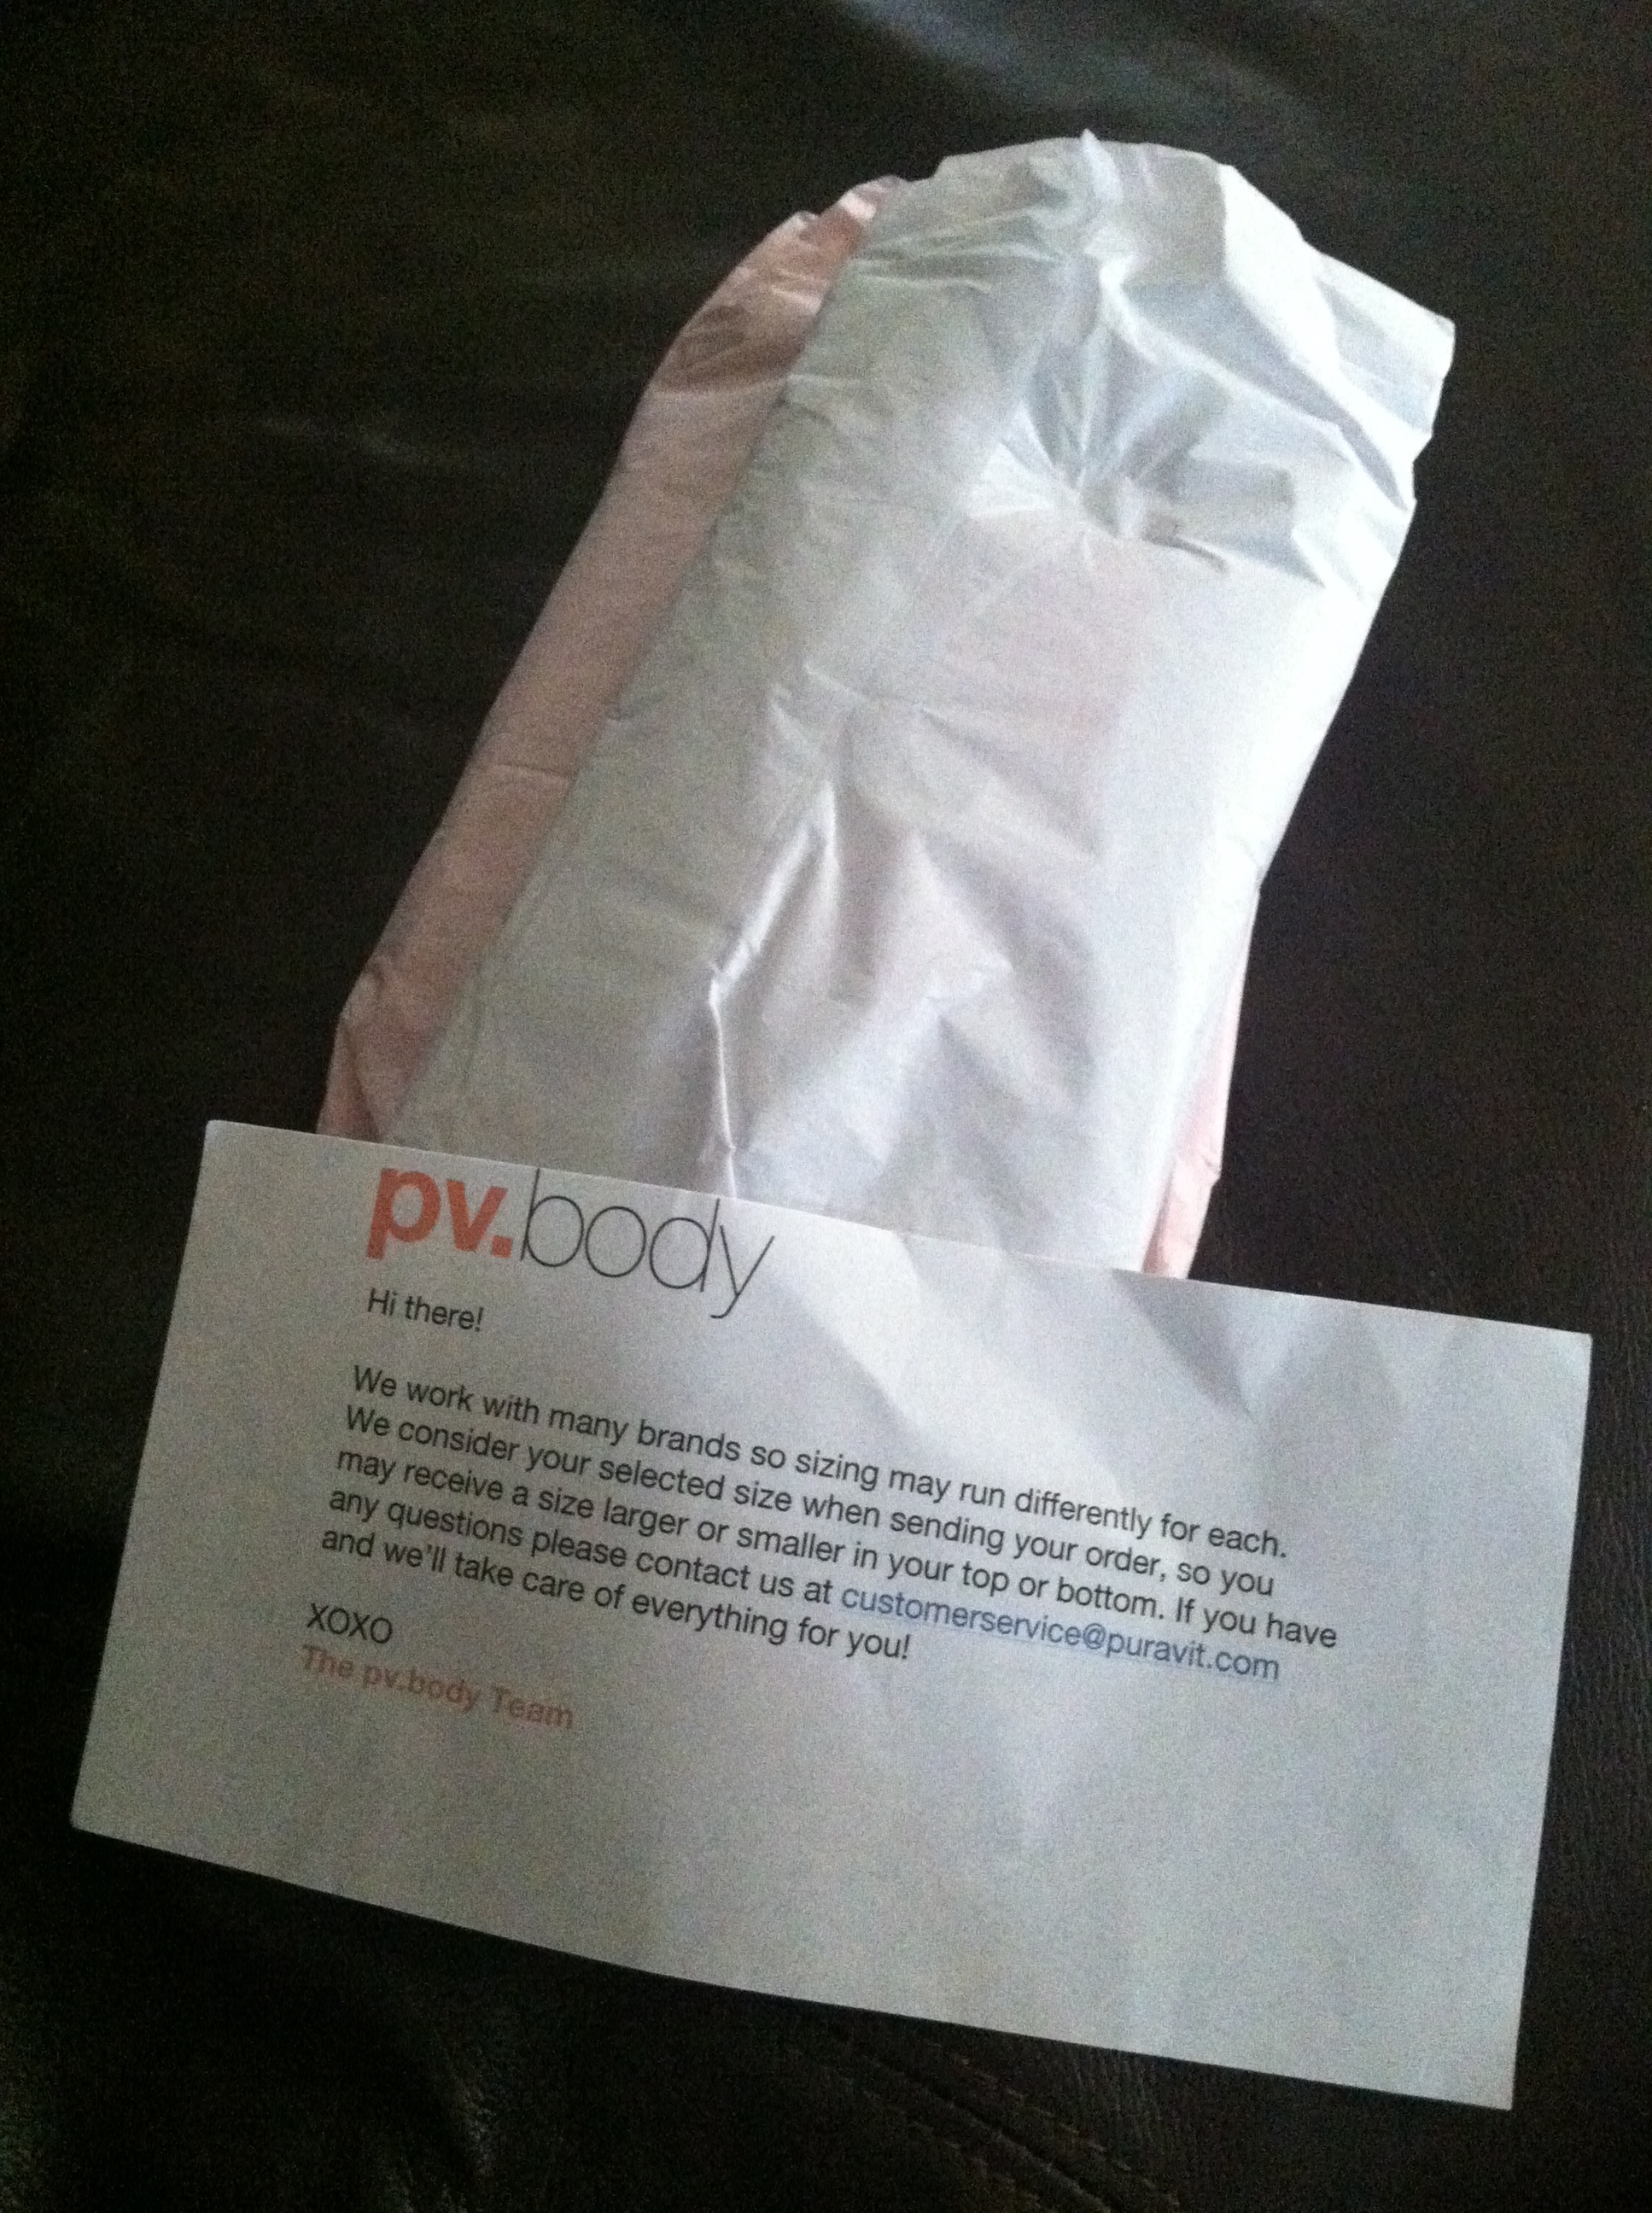 pv.body
Hi there!
We work with many brands so sizing may run differently for each.
We consider your selected size when sending your order, so you
may receive a size larger or smaller in your top or bottom. If you have
any questions please contact us at customerservice@puravit.com
and we'll take care of everything for you!
XOXO
The pv.body Team